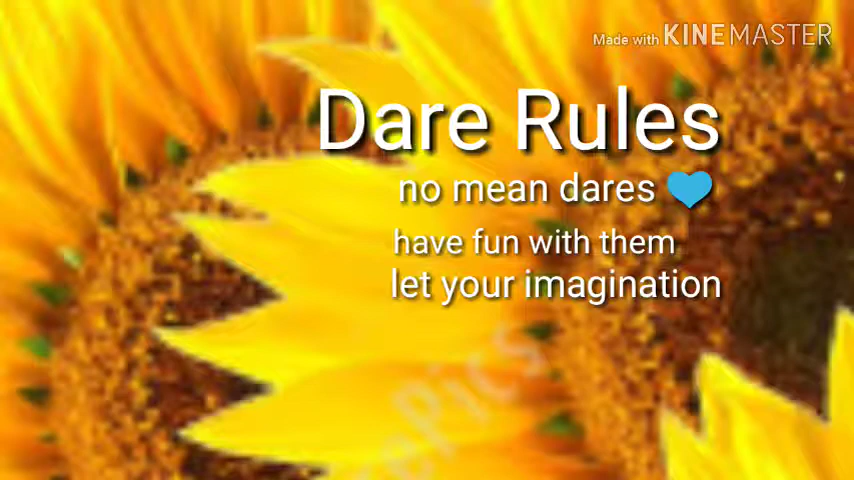 Made with KINEMASTER
Dare Rules
no mean dares 💙
have fun with them
let your imagination